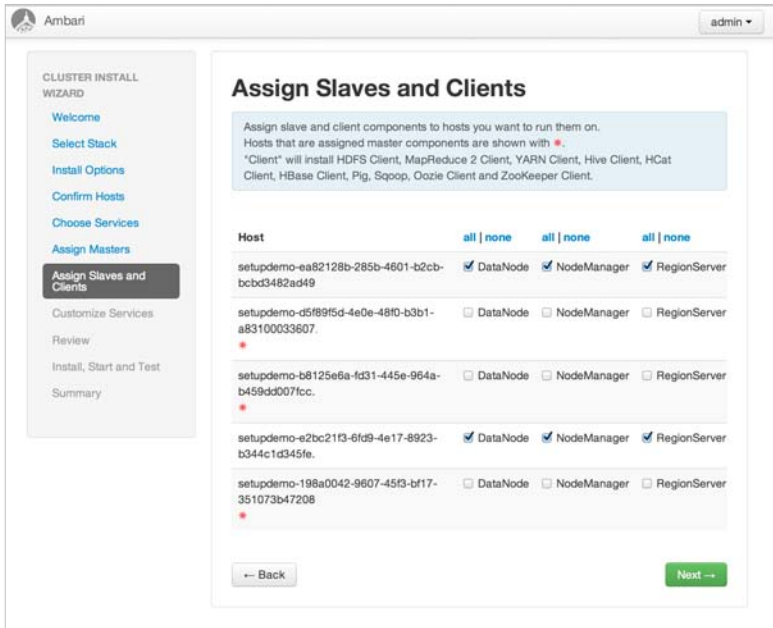 Ambari
admin
CLUSTER INSTALL
WIZARD
Welcome
Select Stack
Install Options
Confirm Hosts
Choose Services
Assign Masters
Assign Slaves and
Clients
Customize Services
Review
Install, Start and Test
Summary
Assign Slaves and Clients
Assign slave and client components to hosts you want to run them on.
Hosts that are assigned master components are shown with *.
"Client" will install HDFS Client, MapReduce 2 Client, YARN Client, Hive Client, HCat
Client, HBase Client, Pig, Sqoop, Oozie Client and ZooKeeper Client.
Host all | none all | none all | none
setupdemo-ea82128b-285b-4601-b2cb- DataNode NodeManager RegionServer
bcbd3482ad49
setupdemo-d5f89f5d-4e0e-48f0-b3b1- DataNode NodeManager RegionServer
a83100033607.
*
setupdemo-b8125e6a-fd31-445e-964a- DataNode NodeManager RegionServer
b459dd007fcc.
*
setupdemo-e2bc21f3-6fd9-4e17-8923- DataNode NodeManager RegionServer
b344c1d345fe.
setupdemo-198a0042-9607-45f3-bf17- DataNode NodeManager RegionServer
351073b47208
*
← Back
Next →